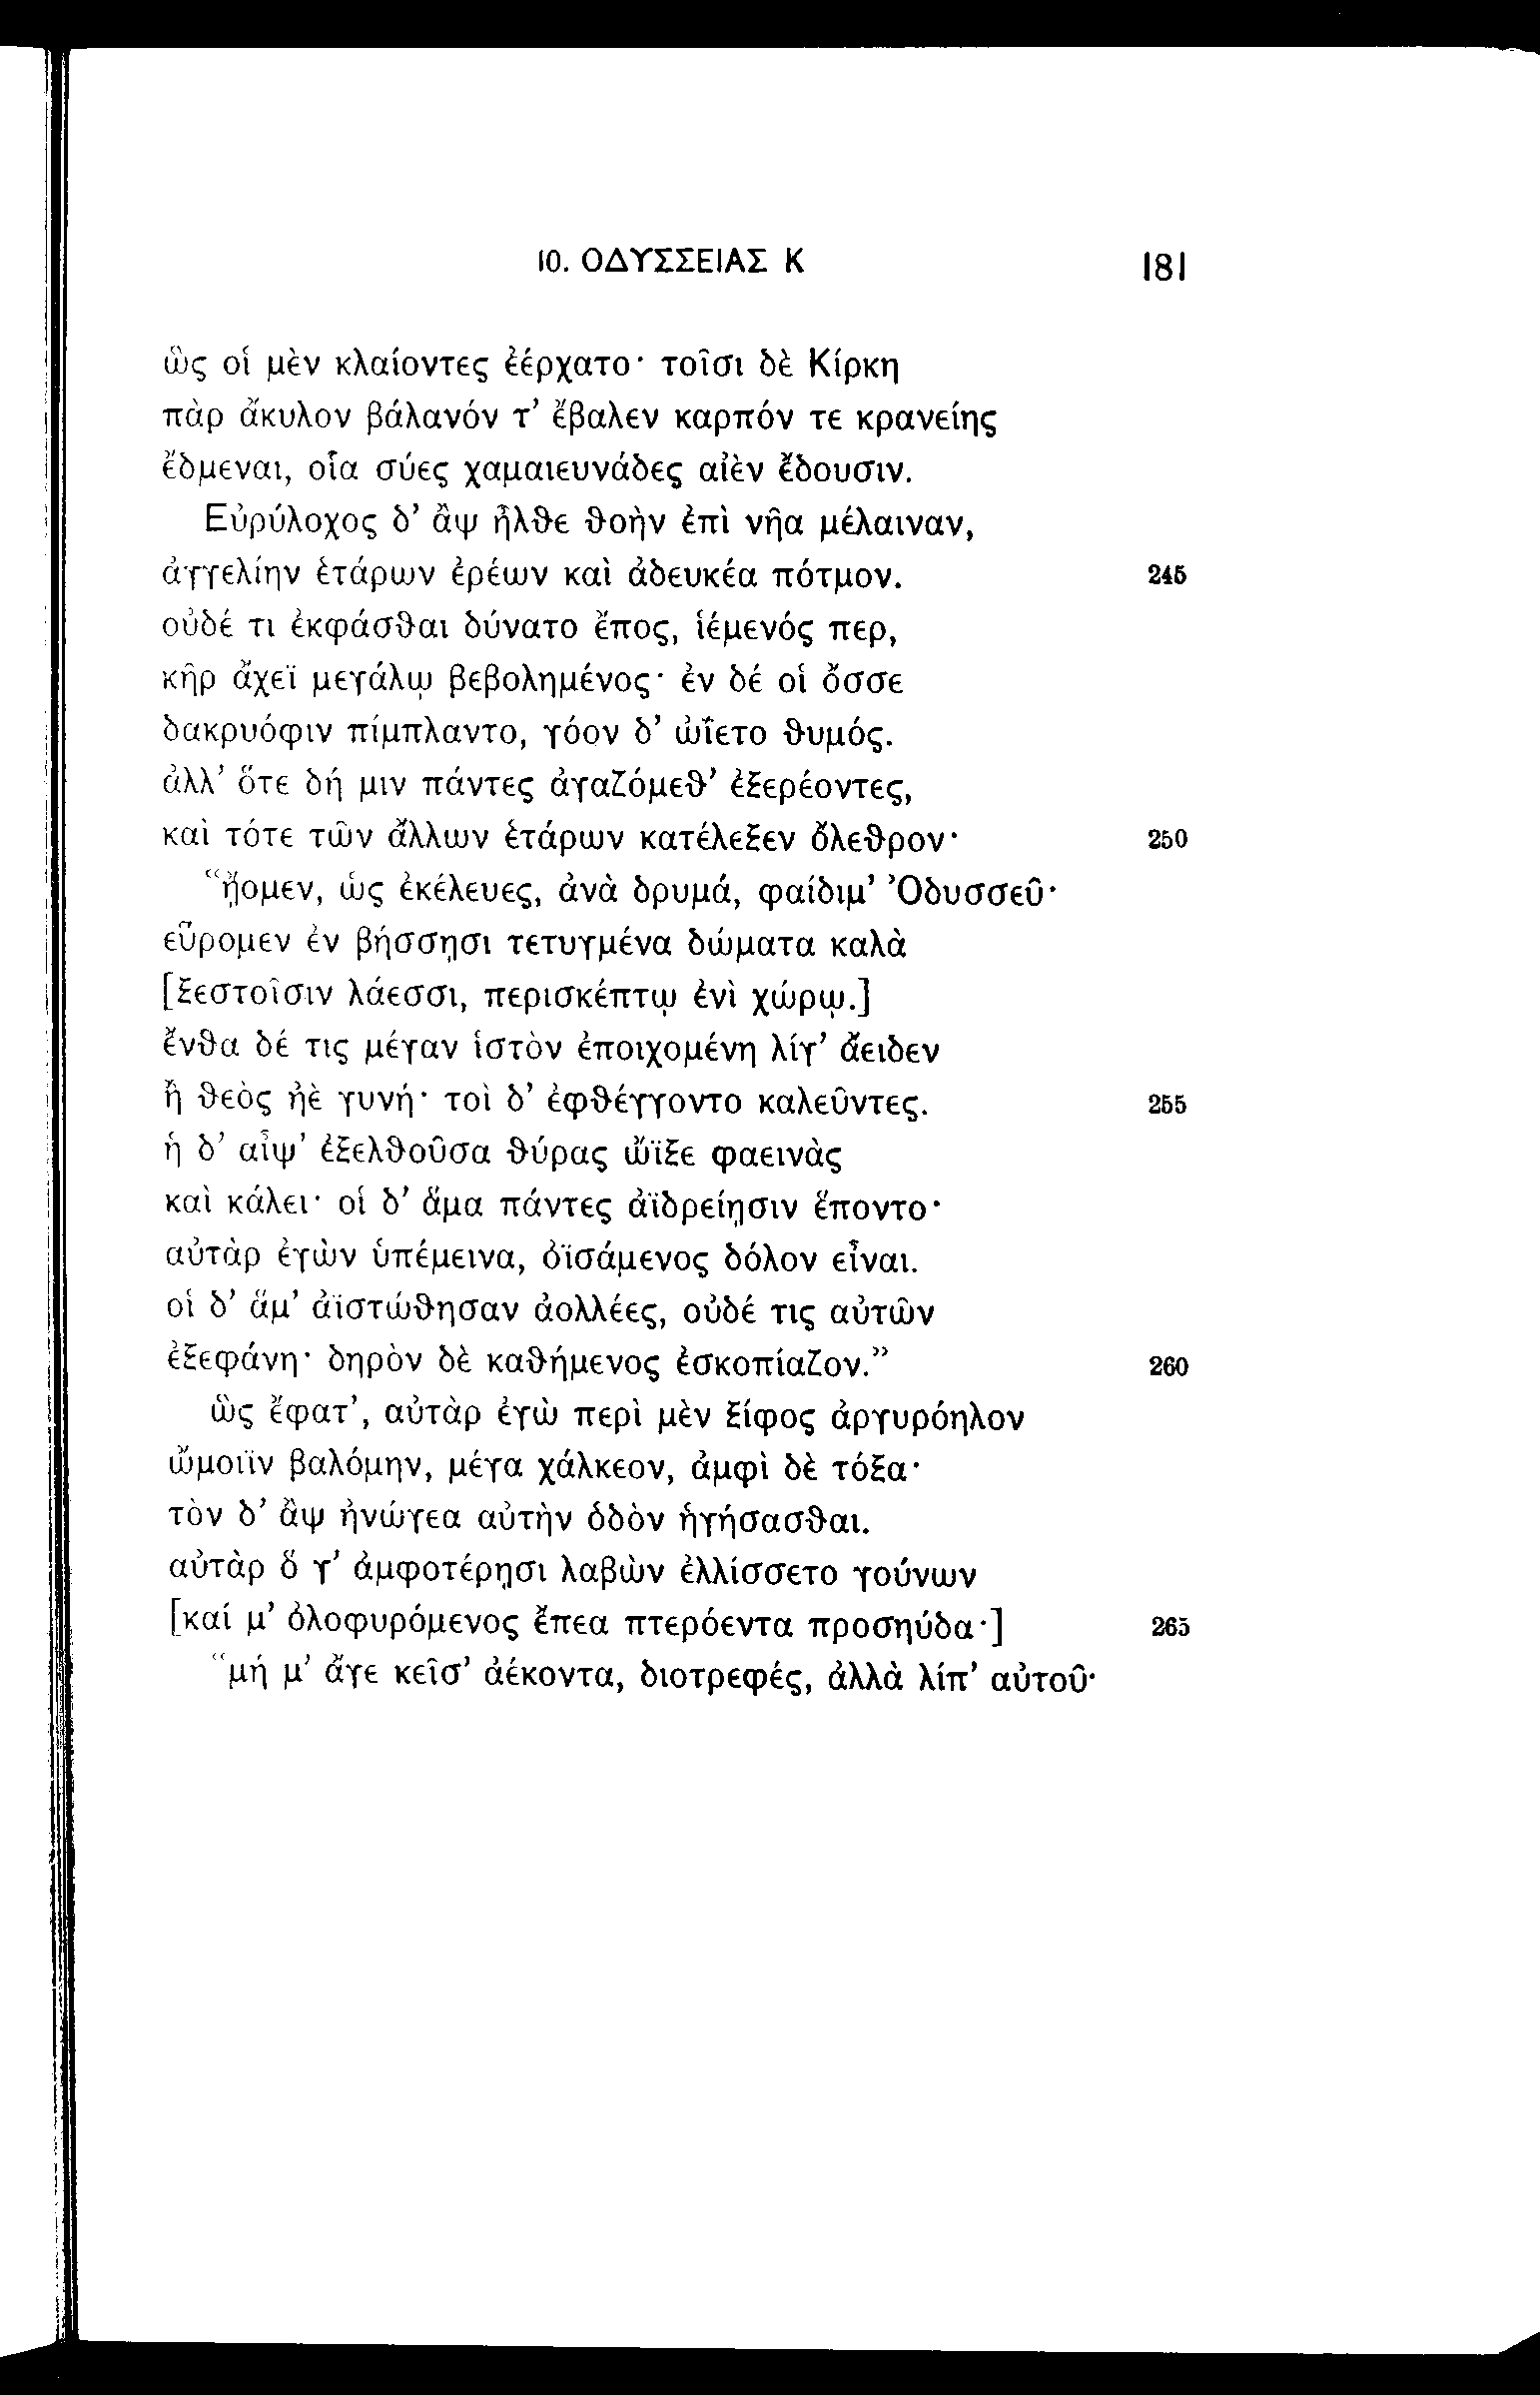 10. ΟΔΥΣΣΕΙΑΣ Κ 181
ὣς οἱ μὲν κλαίοντες ἐέρχατο· τοῖσι δὲ Κίρκη
πὰρ ἄκυλον βάλανόν τ’ ἔβαλεν καρπόν τε κρανείης
ἔδμεναι, οἷα σύες χαμαιευνάδες αἰὲν ἔδουσιν.
Εὐρύλοχος δ’ ἂψ ἦλϑε ϑοὴν ἐπὶ νῆα μέλαιναν,
ἀγγελίην ἑτάρων ἐρέων καὶ ἀδευκέα πότμον. 245
οὐδέ τι ἐκφάσϑαι δύνατο ἔπος, ἱέμενός περ,
κῆρ ἄχεϊ μεγάλῳ βεβολημένος· ἐν δέ οἱ ὄσσε
δακρυόφιν πίμπλαντο, γόον δ’ ὠΐετο ϑυμός.
ἀλλ’ ὅτε δή μιν πάντες ἀγαζόμεϑ’ ἐξερέοντες,
καὶ τότε τῶν ἄλλων ἑτάρων κατέλεξεν ὄλεϑρον· 250
“ᾔομεν, ὡς ἐκέλευες, ἀνὰ δρυμά, φαίδιμ’ Ὀδυσσεῦ·
εὕρομεν ἐν βήσσῃσι τετυγμένα δώματα καλὰ
[ξεστοῖσιν λάεσσι, περισκέπτῳ ἐνὶ χώρῳ.]
ἔνϑα δέ τις μέγαν ἱστὸν ἐποιχομένη λίγ’ ἄειδεν
ἢ ϑεὸς ἠὲ γυνή· τοὶ δ’ ἐφϑέγγοντο καλεῦντες. 255
ἡ δ’ αἶψ’ ἐξελϑοῦσα ϑύρας ὤϊξε φαεινὰς
καὶ κάλει· οἱ δ’ ἅμα πάντες ἀϊδρείῃσιν ἕποντο·
αὐτὰρ ἐγὼν ὑπέμεινα, ὀϊσάμενος δόλον εἶναι.
οἱ δ’ ἅμ’ ἀϊστώϑησαν ἀολλέες, οὐδέ τις αὐτῶν
ἐξεφάνη· δηρὸν δὲ καϑήμενος ἐσκοπίαζον.” 260
ὣς ἔφατ’, αὐτὰρ ἐγὼ περὶ μὲν ξίφος ἀργυρόηλον
ὤμοιϊν βαλόμην, μέγα χάλκεον, ἀμφὶ δὲ τόξα·
τὸν δ’ ἂψ ἠνώγεα αὐτὴν ὁδὸν ἡγήσασϑαι.
αὐτὰρ ὅ γ’ ἀμφοτέρῃσι λαβὼν ἐλλίσσετο γούνων
[καί μ’ ὀλοφυρόμενος ἔπεα πτερόεντα προσηύδα·] 265
“μή μ’ ἄγε κεῖσ’ ἀέκοντα, διοτρεφές, ἀλλὰ λίπ’ αὐτοῦ·